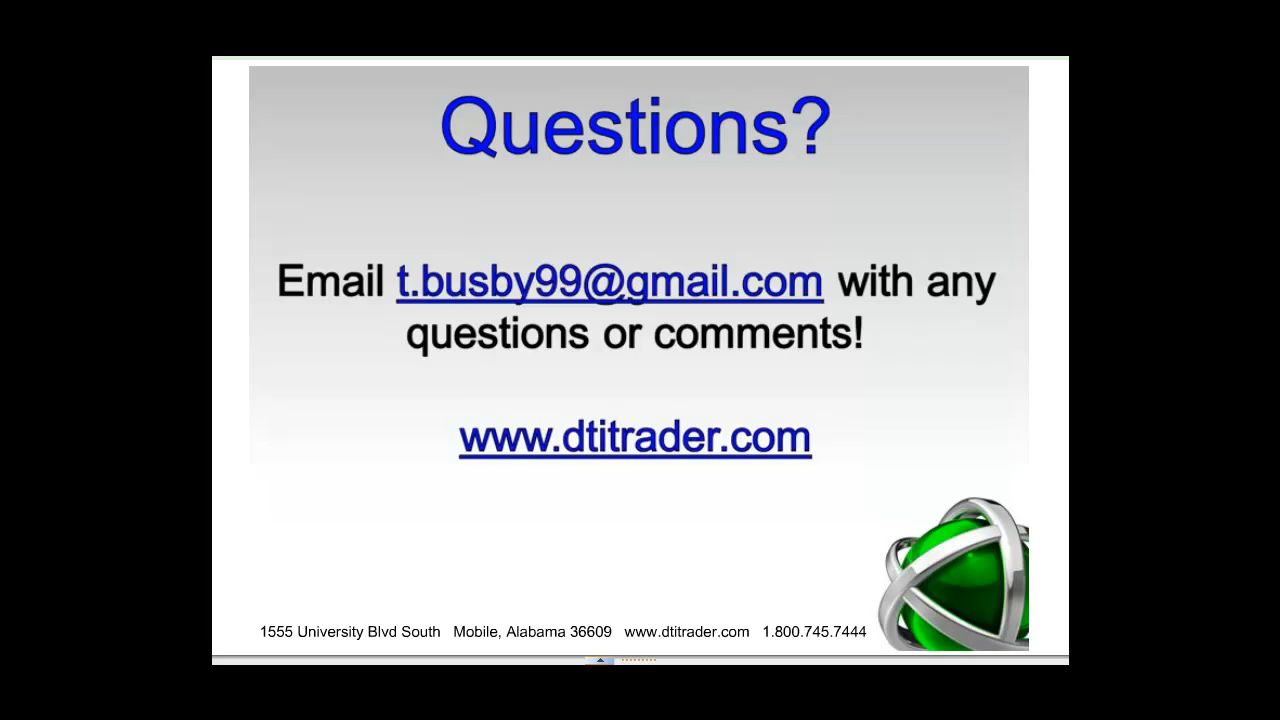 Questions?
Email t.busby99@gmail.com with any
questions or comments!
www.dtitrader.com
1555 University Blvd South   Mobile, Alabama 36609   www.dtitrader.com   1.800.745.7444